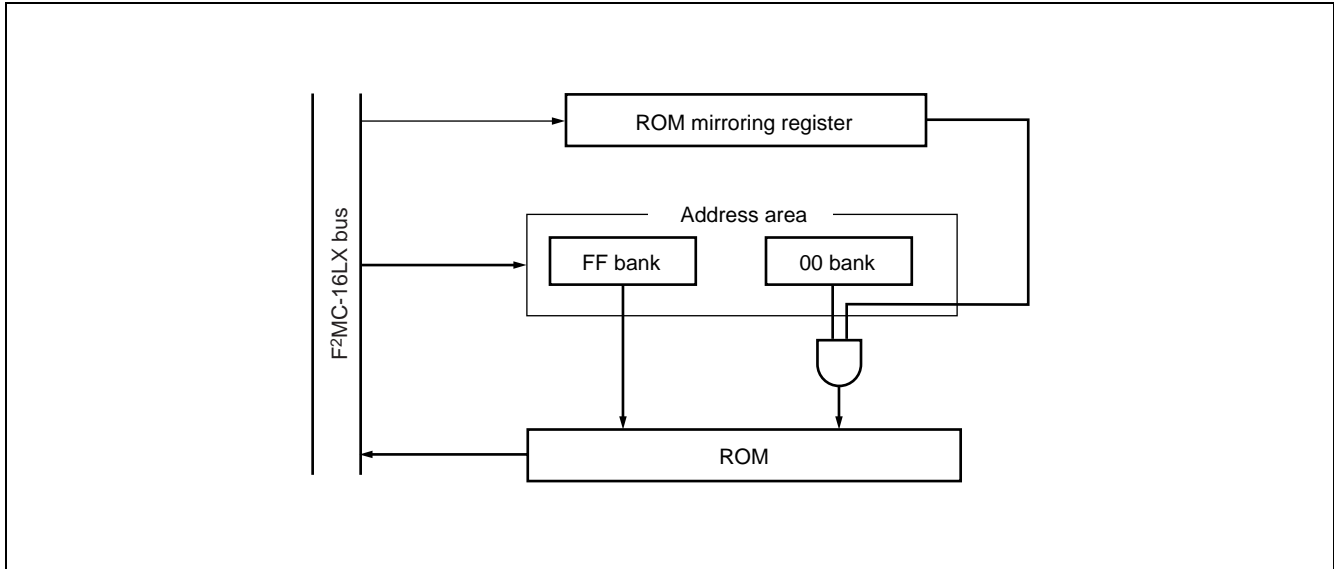 ROM mirroring register
Address area
FF bank
00 bank
F²MC-16LX bus
ROM